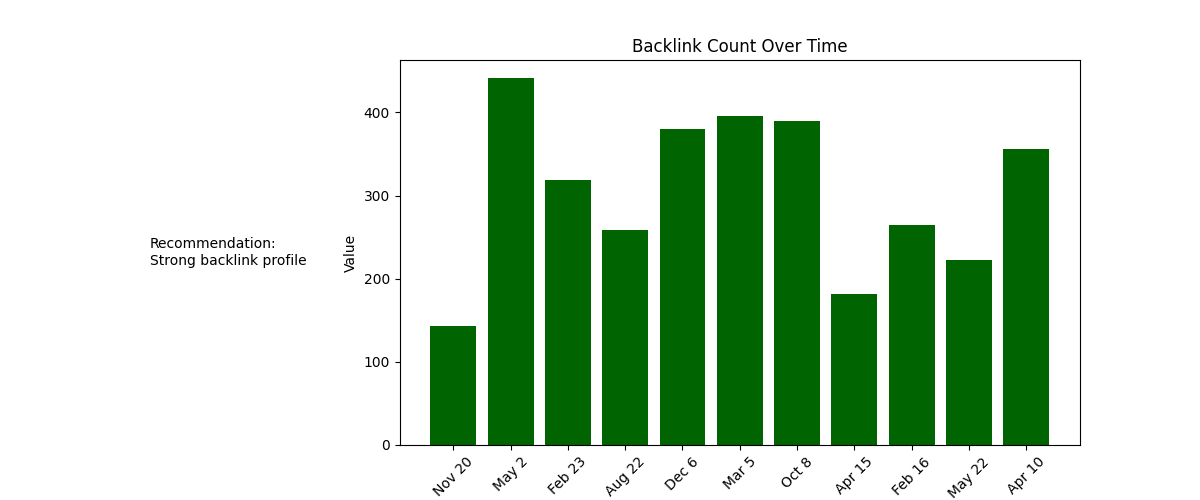 Backlink Count Over Time
Recommendation:
Strong backlink profile
Value
400
300
200
100
0
Nov 20
May 2
Feb 23
Aug 22
Dec 6
Mar 5
Oct 8
Apr 15
Feb 16
May 22
Apr 10